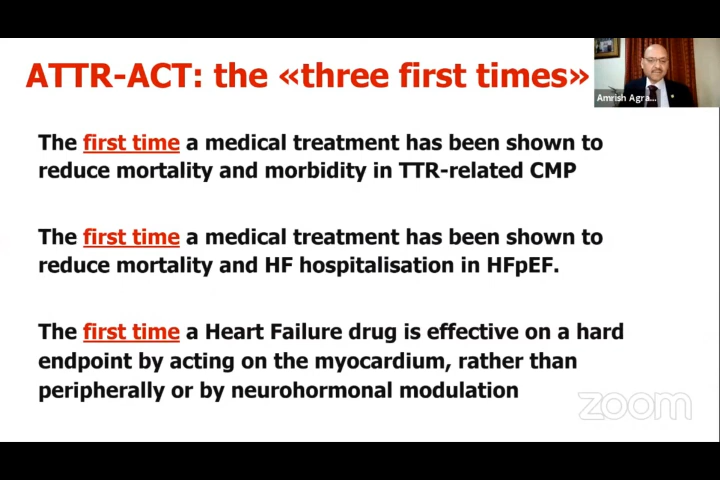 ATTR-ACT: the «three first times»
Amrish Agra...
The first time a medical treatment has been shown to
reduce mortality and morbidity in TTR-related CMP
The first time a medical treatment has been shown to
reduce mortality and HF hospitalisation in HFpEF.
The first time a Heart Failure drug is effective on a hard
endpoint by acting on the myocardium, rather than
peripherally or by neurohormonal modulation
zoom